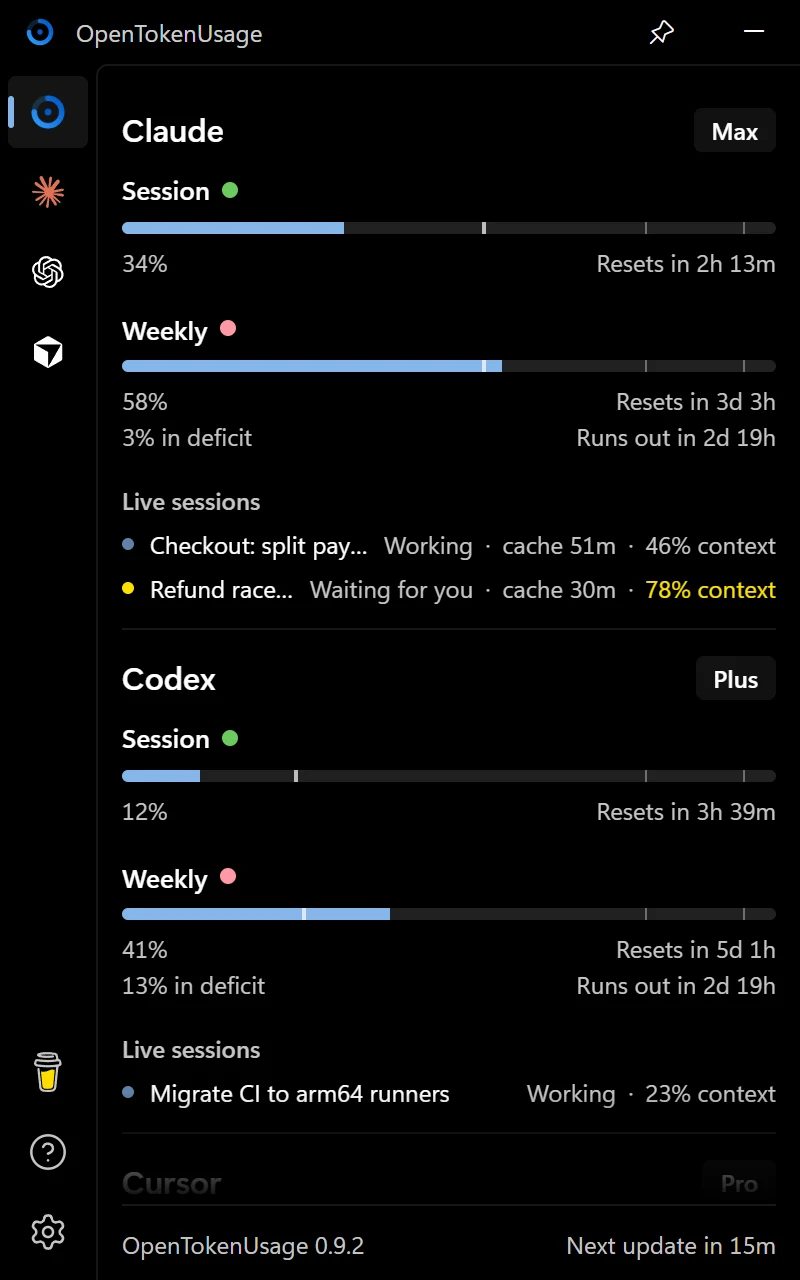 OpenTokenUsage
Claude Max
Session
34% Resets in 2h 13m
Weekly
58% Resets in 3d 3h
3% in deficit Runs out in 2d 19h
Live sessions
Checkout: split pay... Working · cache 51m · 46% context
Refund race... Waiting for you · cache 30m · 78% context
Codex Plus
Session
12% Resets in 3h 39m
Weekly
41% Resets in 5d 1h
13% in deficit Runs out in 2d 19h
Live sessions
Migrate CI to arm64 runners Working · 23% context
Cursor Pro
OpenTokenUsage 0.9.2 Next update in 15m